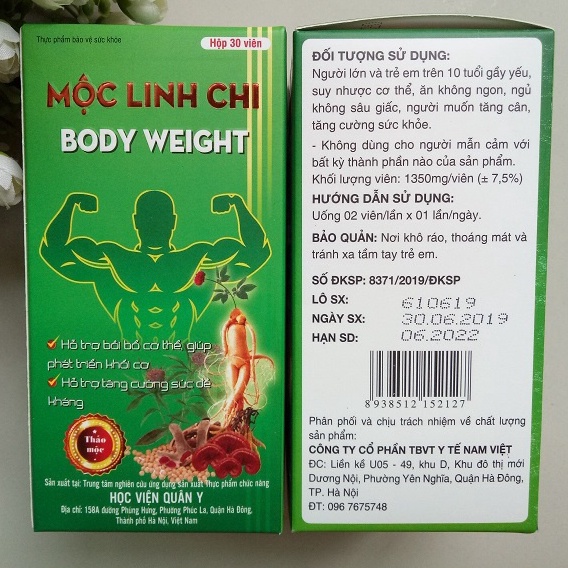 Thực phẩm bảo vệ sức khỏe
Hộp 30 viên
MỘC LINH CHI
BODY WEIGHT
Hỗ trợ bồi bổ cơ thể, giúp
phát triển khối cơ
Hỗ trợ tăng cường sức đề
kháng
Thảo
mộc
Sản xuất tại: Trung tâm nghiên cứu ứng dụng sản xuất Thực phẩm chức năng
HỌC VIỆN QUÂN Y
Địa chỉ: 158A đường Phùng Hưng, Phường Phúc La, Quận Hà Đông,
Thành phố Hà Nội, Việt Nam
ĐỐI TƯỢNG SỬ DỤNG:
Người lớn và trẻ em trên 10 tuổi gầy yếu,
suy nhược cơ thể, ăn không ngon, ngủ
không sâu giấc, người muốn tăng cân,
tăng cường sức khỏe.
- Không dùng cho người mẫn cảm với
bất kỳ thành phần nào của sản phẩm.
Khối lượng viên: 1350mg/viên (± 7,5%)
HƯỚNG DẪN SỬ DỤNG:
Uống 02 viên/lần x 01 lần/ngày.
BẢO QUẢN: Nơi khô ráo, thoáng mát và
tránh xa tầm tay trẻ em.
SỐ ĐKSP: 8371/2019/ĐKSP
LÔ SX: 610619
NGÀY SX: 30.06.2019
HẠN SD: 06.2022
8938512152127
Phân phối và chịu trách nhiệm về chất lượng
sản phẩm:
CÔNG TY CỔ PHẦN TBVT Y TẾ NAM VIỆT
ĐC: Liền kề U05 - 49, khu D, Khu đô thị mới
Dương Nội, Phường Yên Nghĩa, Quận Hà Đông,
TP. Hà Nội
ĐT: 096 7675748